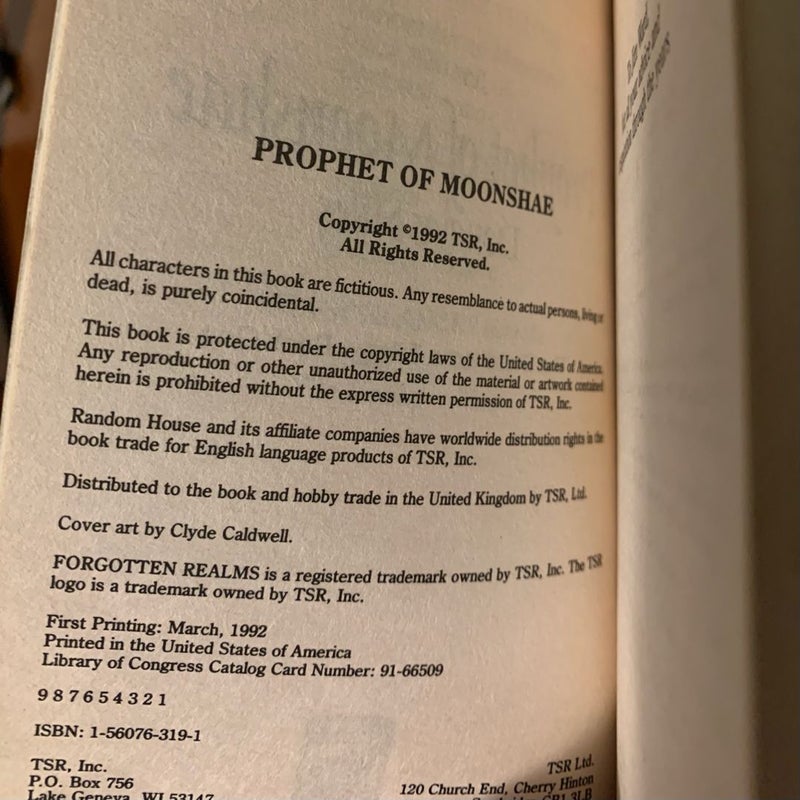 PROPHET OF MOONSHAE
Copyright ©1992 TSR, Inc.
All Rights Reserved.
All characters in this book are fictitious. Any resemblance to actual persons, living or
dead, is purely coincidental.
This book is protected under the copyright laws of the United States of America.
Any reproduction or other unauthorized use of the material or artwork contained
herein is prohibited without the express written permission of TSR, Inc.
Random House and its affiliate companies have worldwide distribution rights in the
book trade for English language products of TSR, Inc.
Distributed to the book and hobby trade in the United Kingdom by TSR, Ltd.
Cover art by Clyde Caldwell.
FORGOTTEN REALMS is a registered trademark owned by TSR, Inc. The TSR
logo is a trademark owned by TSR, Inc.
First Printing: March, 1992
Printed in the United States of America
Library of Congress Catalog Card Number: 91-66509
9 8 7 6 5 4 3 2 1
ISBN: 1-56076-319-1
TSR, Inc.
P.O. Box 756
Lake Geneva, WI 53147
TSR Ltd.
120 Church End, Cherry Hinton
CB1 3LB